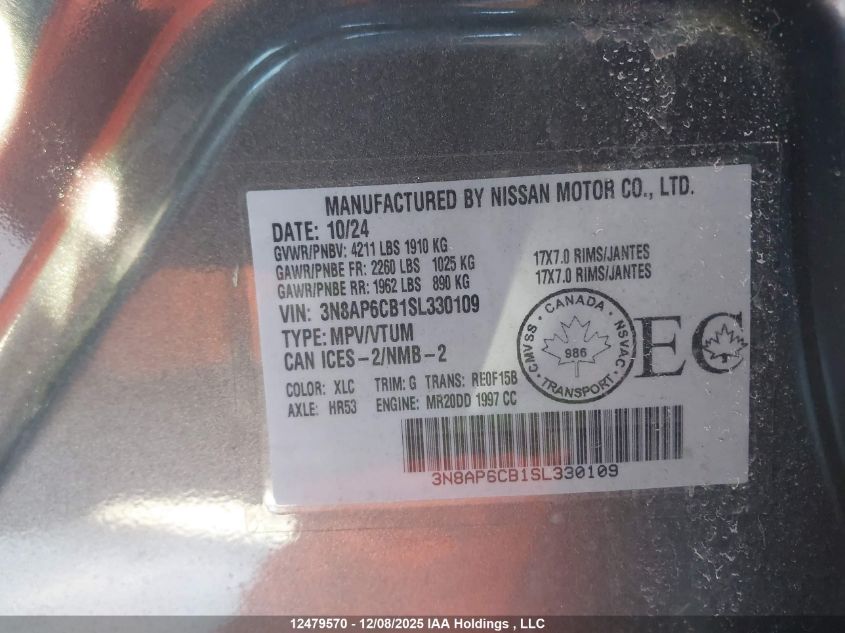 MANUFACTURED BY NISSAN MOTOR CO., LTD.
DATE: 10/24
GVWR/PNBV: 4211 LBS 1910 KG
GAWR/PNBE FR: 2260 LBS 1025 KG 17X7.0 RIMS/JANTES
GAWR/PNBE RR: 1962 LBS 890 KG 17X7.0 RIMS/JANTES
VIN: 3N8AP6CB1SL330109
TYPE: MPV/VTUM
CAN ICES-2/NMB-2
CANADA
CMVSS 986 NSVAC
TRANSPORT
EC
COLOR: XLC TRIM: G TRANS: RE0F15B
AXLE: HR53 ENGINE: MR20DD 1997 CC
3N8AP6CB1SL330109
12479570 - 12/08/2025 IAA Holdings , LLC